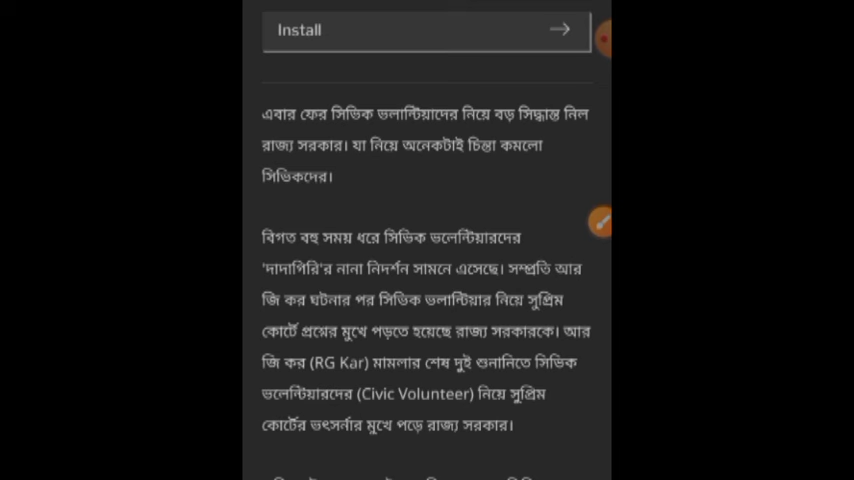 Install
এবার ফের সিভিক ভলান্টিয়াদের নিয়ে বড় সিদ্ধান্ত নিল
রাজ্য সরকার। যা নিয়ে অনেকটাই চিন্তা কমলো
সিভিকদের।
বিগত বহু সময় ধরে সিভিক ভলেন্টিয়ারদের
'দাদাগিরি'র নানা নিদর্শন সামনে এসেছে। সম্প্রতি আর
জি কর ঘটনার পর সিভিক ভলান্টিয়ার নিয়ে সুপ্রিম
কোর্টে প্রশ্নের মুখে পড়তে হয়েছে রাজ্য সরকারকে। আর
জি কর (RG Kar) মামলার শেষ দুই শুনানিতে সিভিক
ভলেন্টিয়ারদের (Civic Volunteer) নিয়ে সুপ্রিম
কোর্টের ভৎসর্নার মুখে পড়ে রাজ্য সরকার।